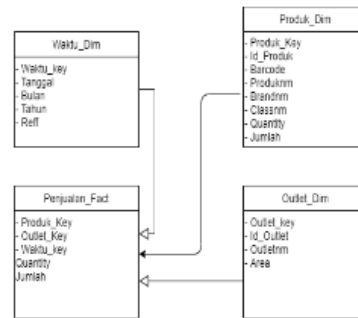 Waktu_Dim
- Waktu_key
- Tanggal
- Bulan
- Tahun
- Reff
Produk_Dim
- Produk_Key
- Id_Produk
- Barcode
- Produknm
- Brandnm
- Classnm
- Quantity
- Jumlah
Penjualan_Fact
- Produk_Key
- Outlet_Key
- Waktu_key
Quantity
Jumlah
Outlet_Dim
- Outlet_key
- Id_Outlet
- Outletnm
- Area